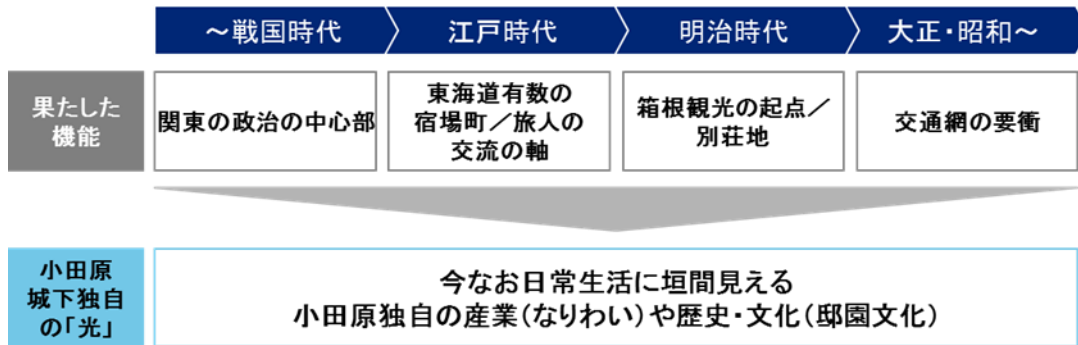 ～戦国時代
江戸時代
明治時代
大正・昭和～
果たした
機能
関東の政治の中心部
東海道有数の
宿場町／旅人の
交流の軸
箱根観光の起点／
別荘地
交通網の要衝
小田原
城下独自
の「光」
今なお日常生活に垣間見える
小田原独自の産業（なりわい）や歴史・文化（邸園文化）